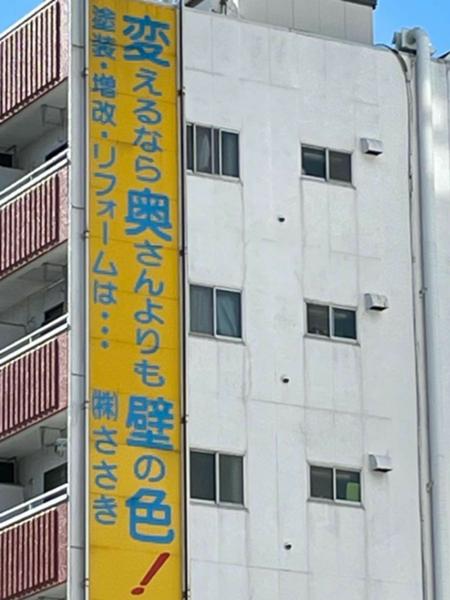 変えるなら奥さんよりも壁の色!
塗装・増改・リフォームは・・・ ㈱ささき